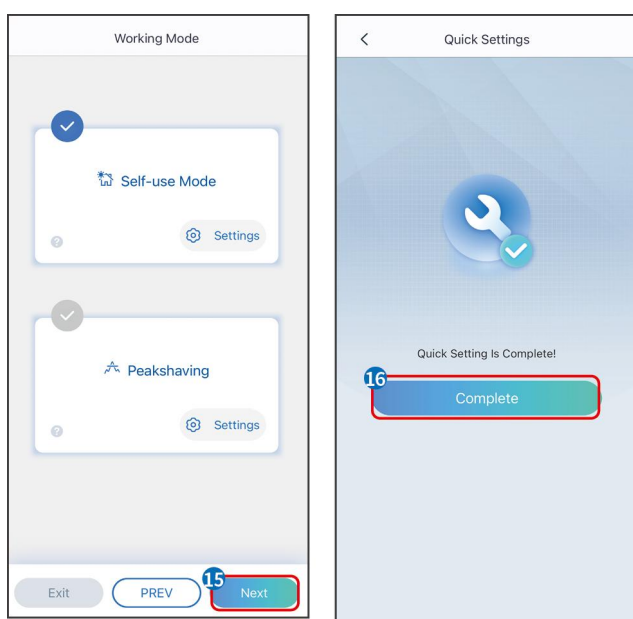 Working Mode
Self-use Mode
?
Settings
Peakshaving
?
Settings
Exit
PREV
15
Next
Quick Settings
Quick Setting Is Complete!
16
Complete